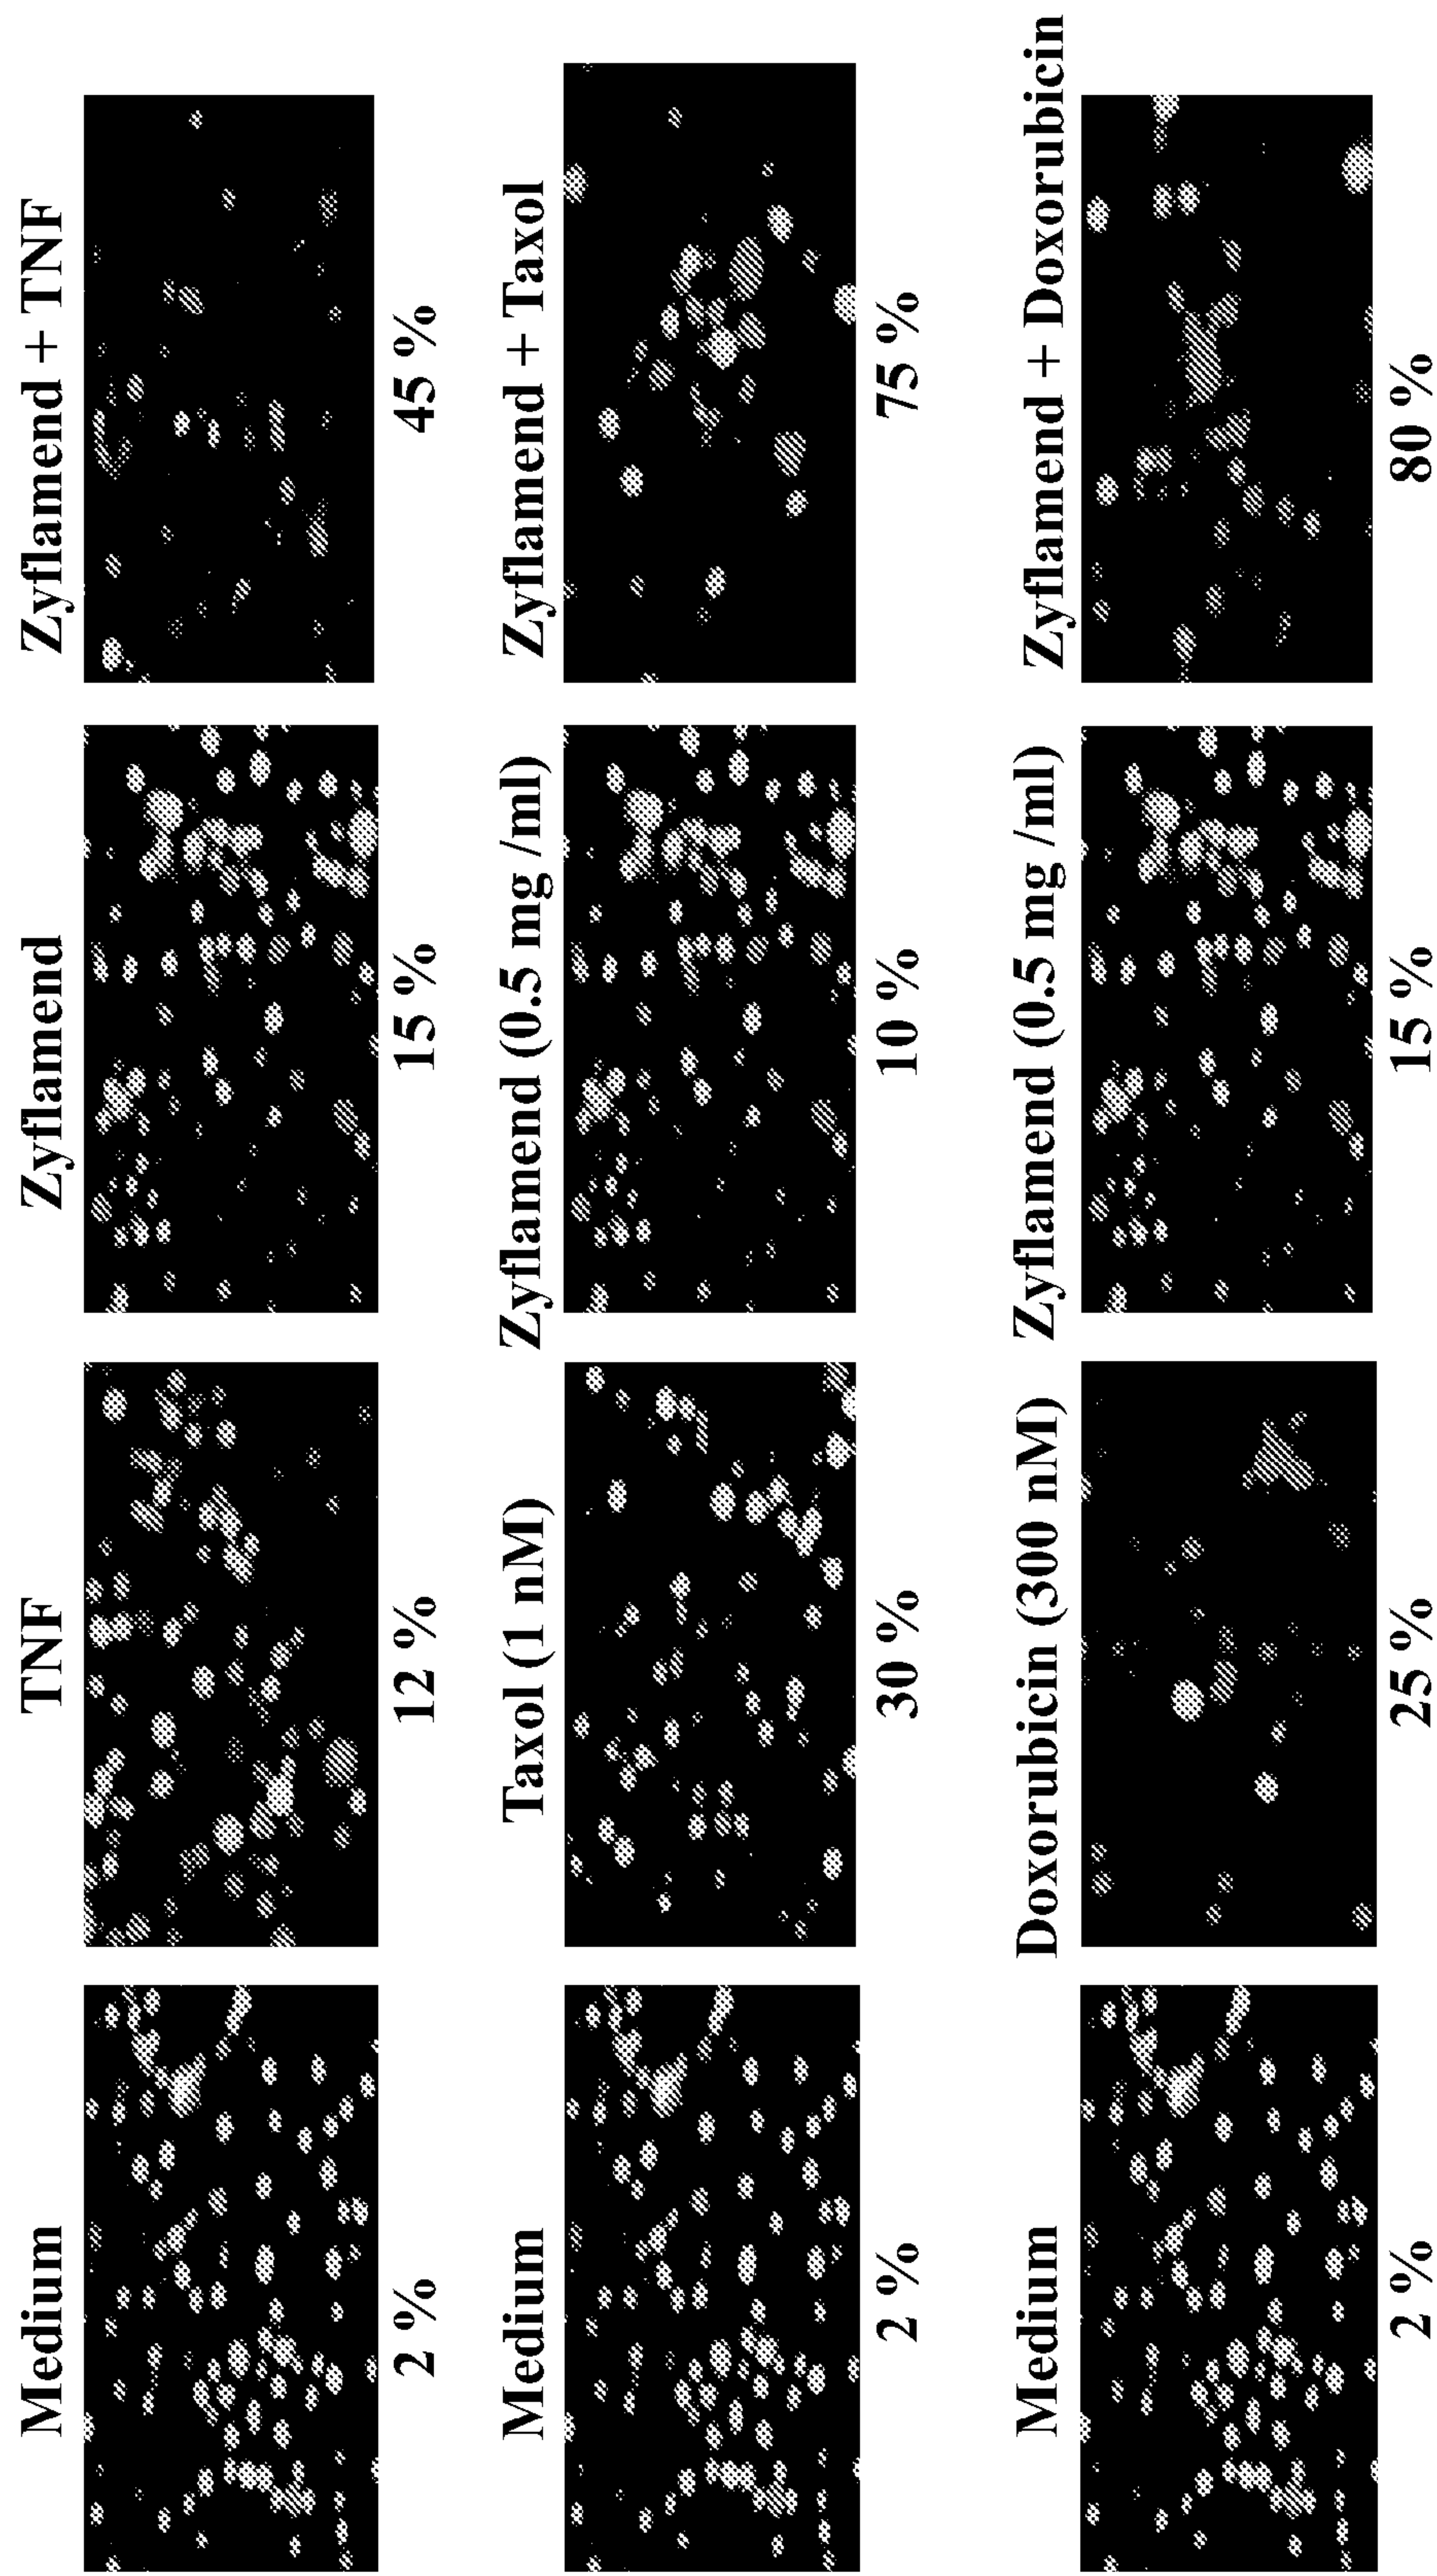 Medium
TNF
Zyflamend
Zyflamend + TNF
2 %
12 %
15 %
45 %
Medium
Taxol (1 nM)
Zyflamend (0.5 mg /ml)
Zyflamend + Taxol
2 %
30 %
10 %
75 %
Medium
Doxorubicin (300 nM)
Zyflamend (0.5 mg /ml)
Zyflamend + Doxorubicin
2 %
25 %
15 %
80 %